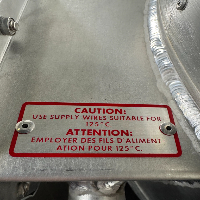 CAUTION:
USE SUPPLY WIRES SUITABLE FOR
125°C
ATTENTION:
EMPLOYER DES FILS D'ALIMENT
ATION POUR 125°C.